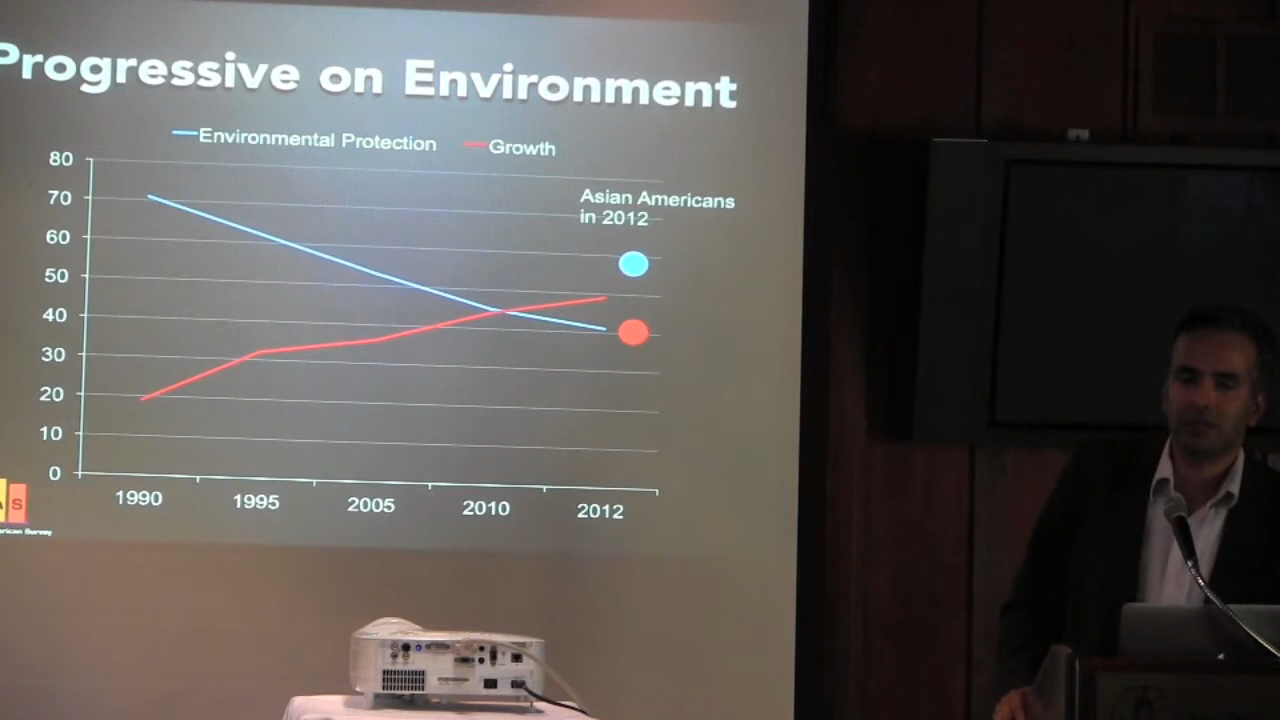 Progressive on Environment
Environmental Protection Growth
80
70
60
50
40
30
20
10
0
Asian Americans
in 2012
1990 1995 2005 2010 2012
S
Survey